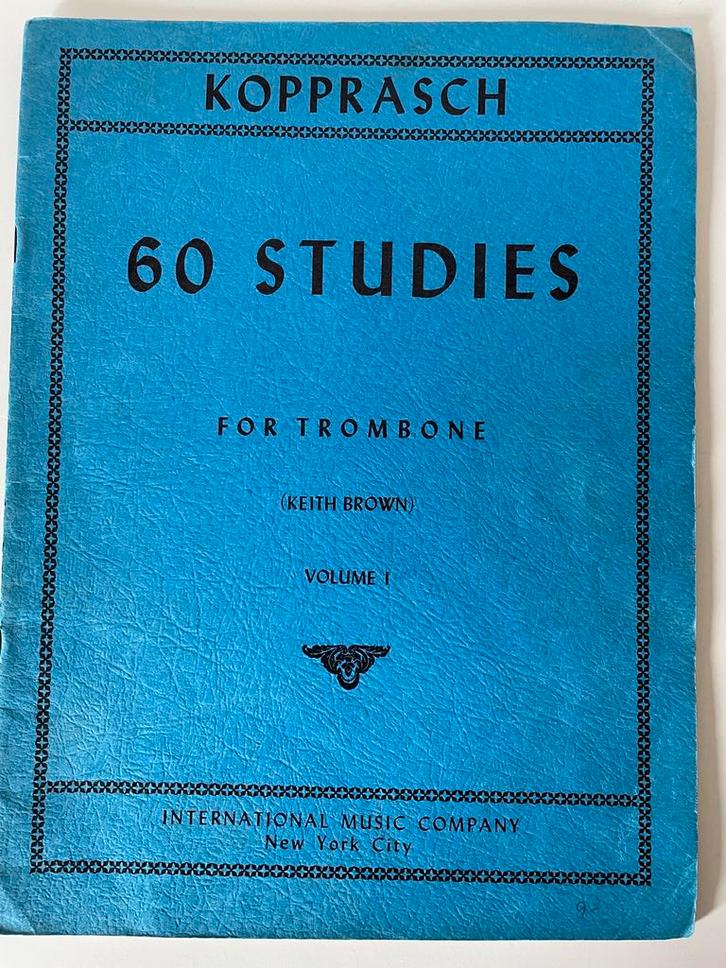 KOPPRASCH
60 STUDIES
FOR TROMBONE
(KEITH BROWN)
VOLUME I
INTERNATIONAL MUSIC COMPANY
New York City